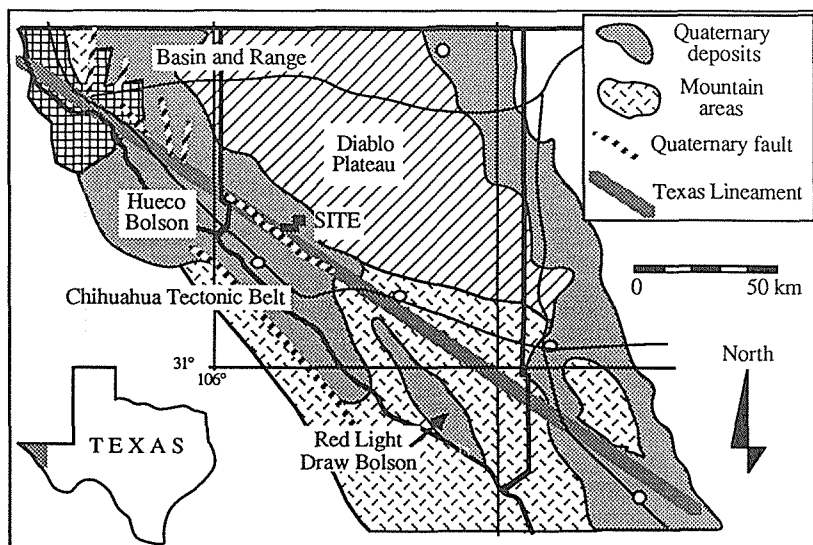 Basin and Range
Diablo
Plateau
Hueco
Bolson
SITE
Chihuahua Tectonic Belt
31°
106°
Red Light
Draw Bolson
TEXAS
Quaternary
deposits
Mountain
areas
Quaternary fault
Texas Lineament
0 50 km
North